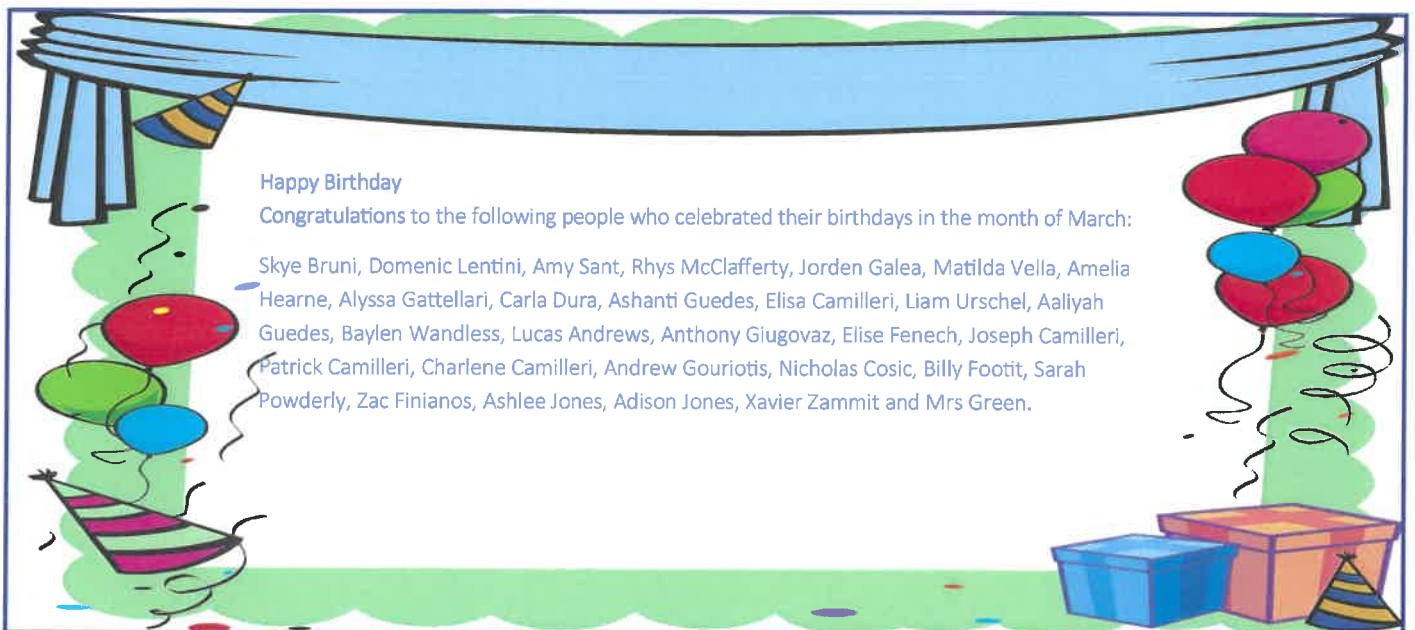 Happy Birthday
Congratulations to the following people who celebrated their birthdays in the month of March:
Skye Bruni, Domenic Lentini, Amy Sant, Rhys McClafferty, Jorden Galea, Matilda Vella, Amelia
Hearne, Alyssa Gattellari, Carla Dura, Ashanti Guedes, Elisa Camilleri, Liam Urschel, Aaliyah
Guedes, Baylen Wandless, Lucas Andrews, Anthony Giugovaz, Elise Fenech, Joseph Camilleri,
Patrick Camilleri, Charlene Camilleri, Andrew Gouriotis, Nicholas Cosic, Billy Footit, Sarah
Powderly, Zac Finianos, Ashlee Jones, Adison Jones, Xavier Zammit and Mrs Green.